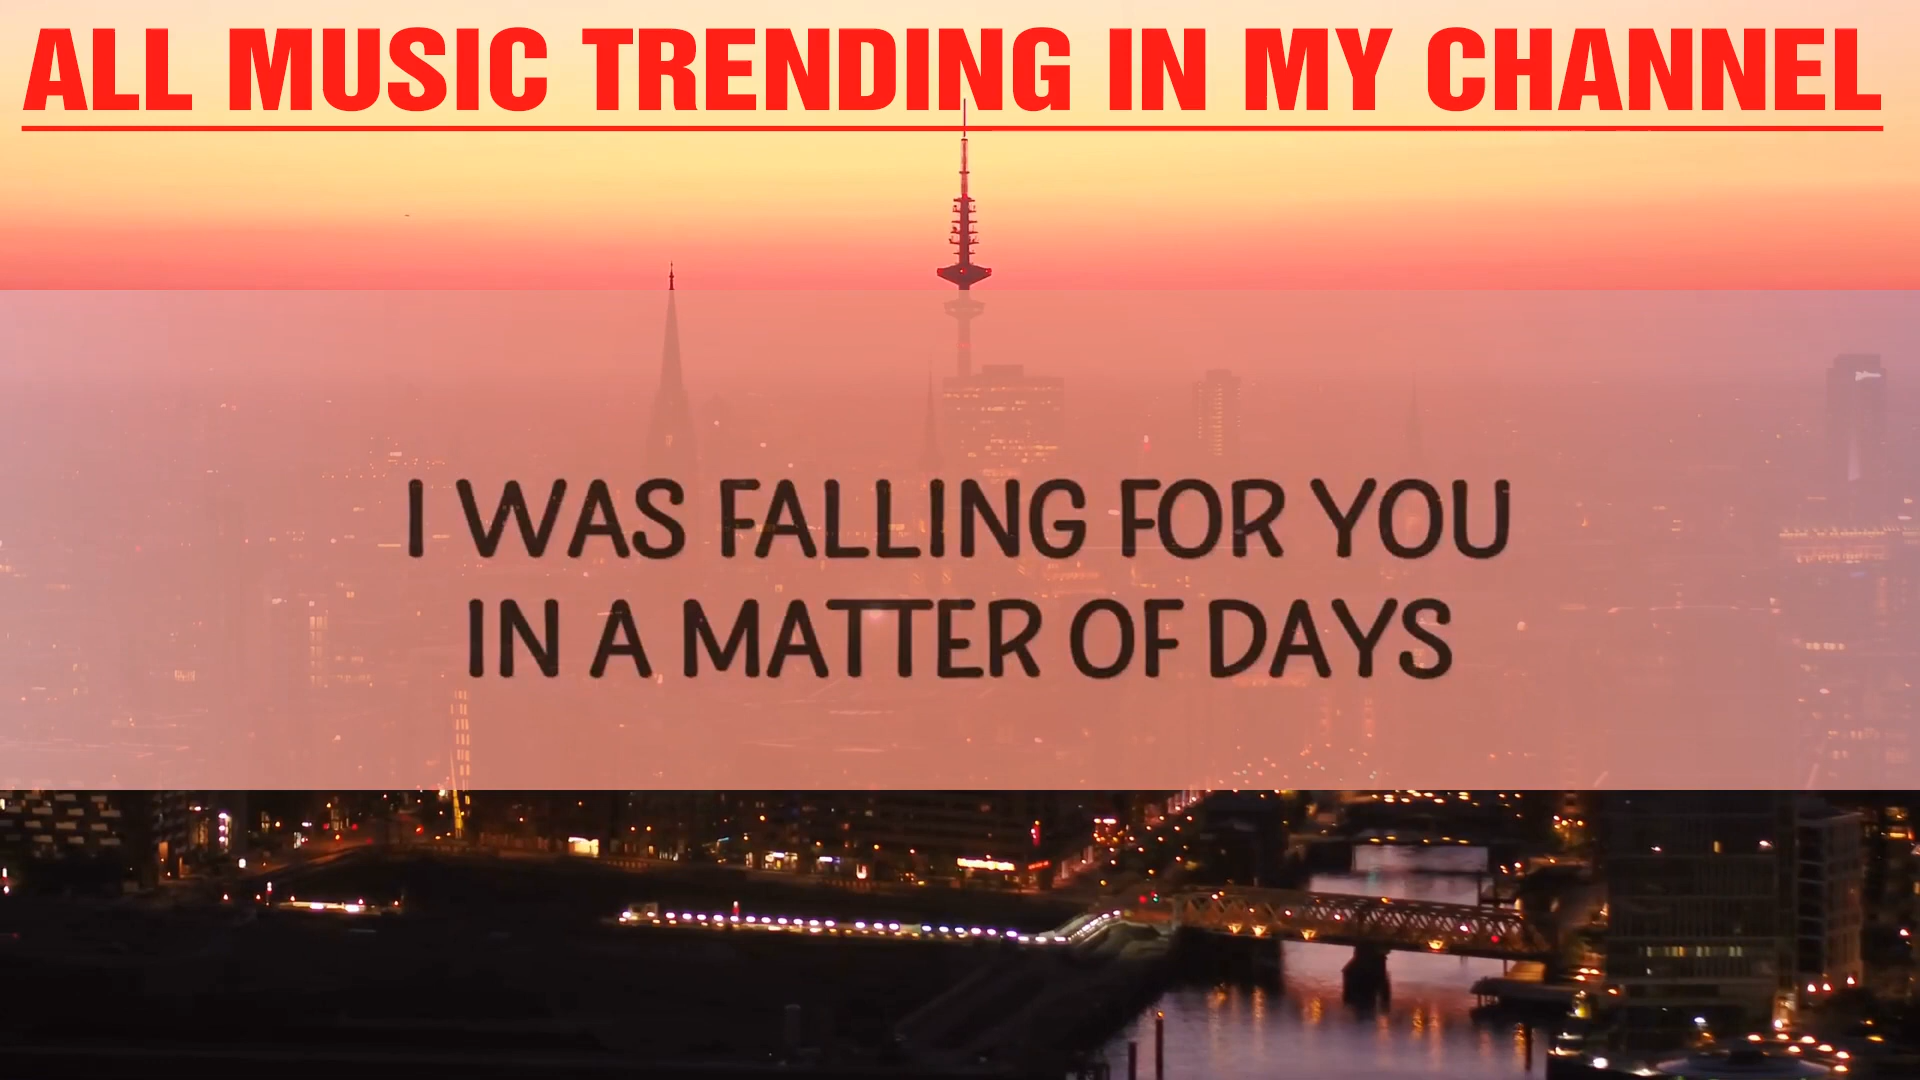 ALL MUSIC TRENDING IN MY CHANNEL
I WAS FALLING FOR YOU
IN A MATTER OF DAYS